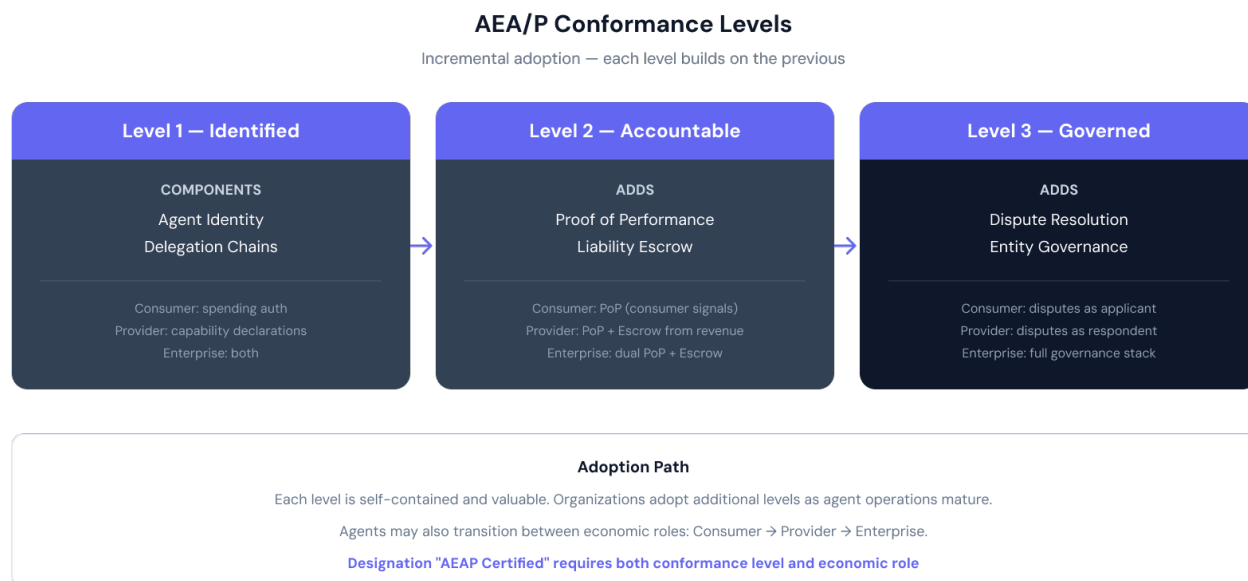 AEA/P Conformance Levels
Incremental adoption — each level builds on the previous
Level 1 — Identified
COMPONENTS
Agent Identity
Delegation Chains
Consumer: spending auth
Provider: capability declarations
Enterprise: both
Level 2 — Accountable
ADDS
Proof of Performance
Liability Escrow
Consumer: PoP (consumer signals)
Provider: PoP + Escrow from revenue
Enterprise: dual PoP + Escrow
Level 3 — Governed
ADDS
Dispute Resolution
Entity Governance
Consumer: disputes as applicant
Provider: disputes as respondent
Enterprise: full governance stack
Adoption Path
Each level is self-contained and valuable. Organizations adopt additional levels as agent operations mature.
Agents may also transition between economic roles: Consumer → Provider → Enterprise.
Designation "AEAP Certified" requires both conformance level and economic role